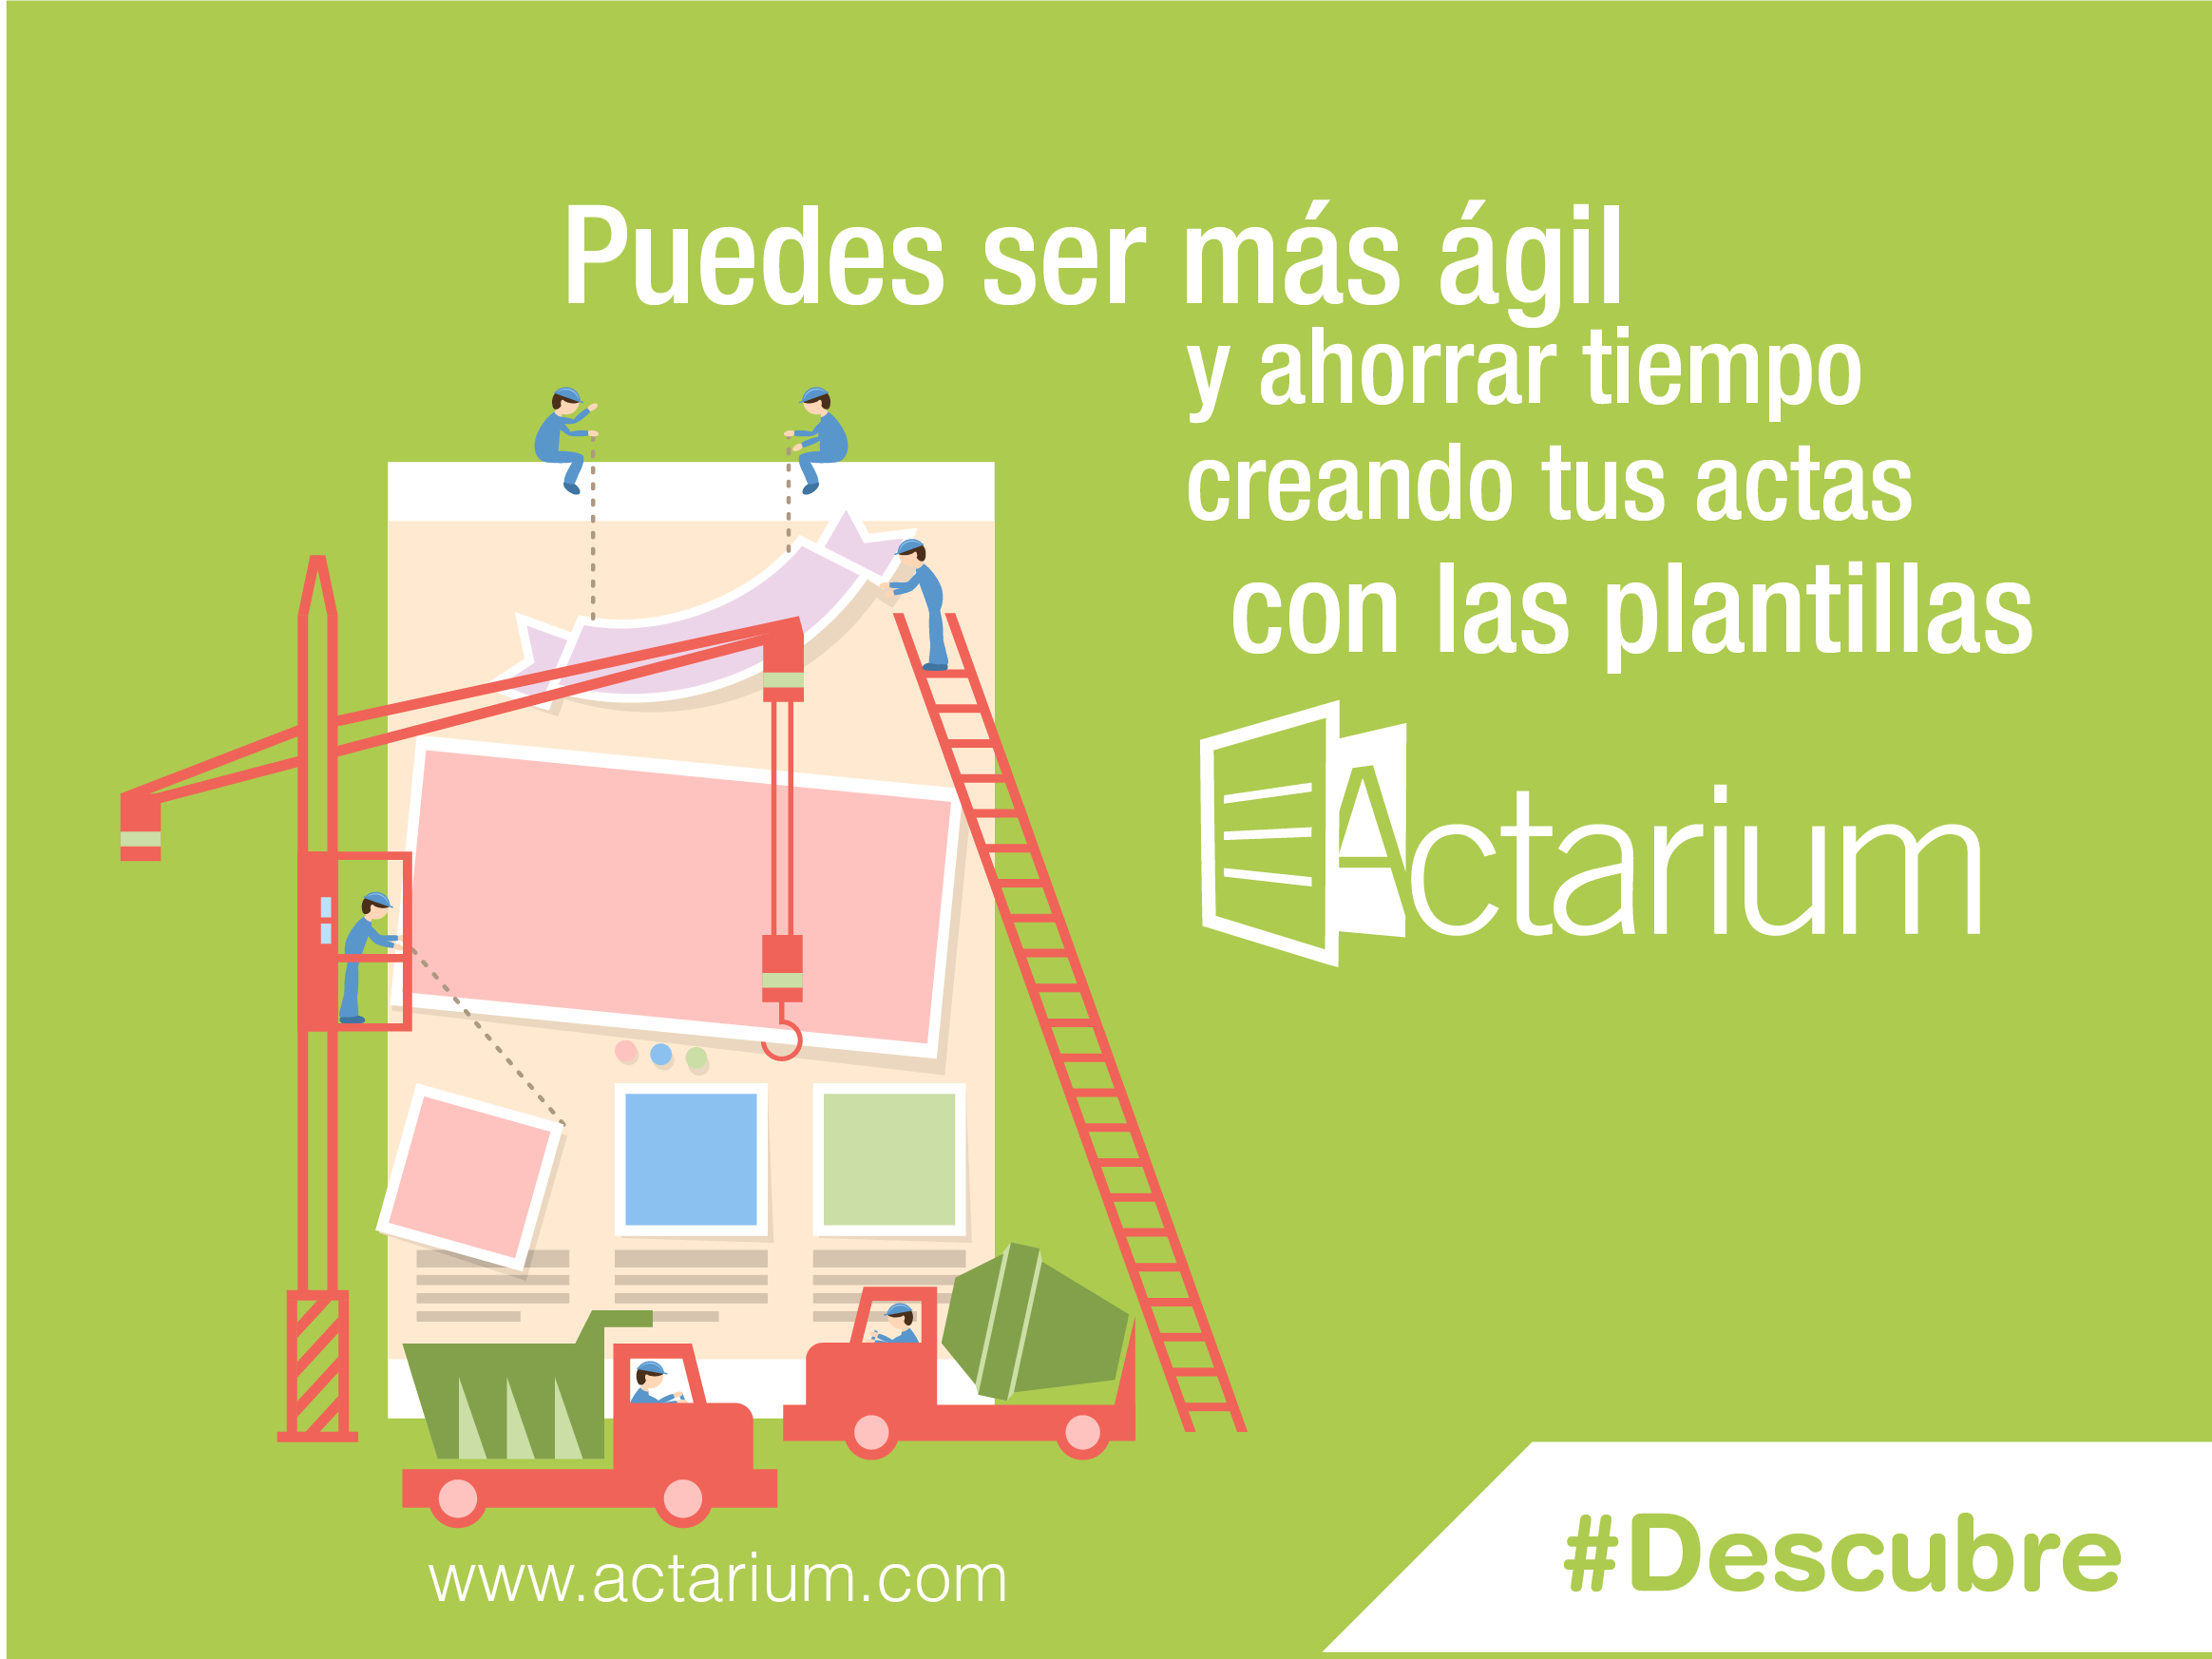 Puedes ser más ágil
y ahorrar tiempo
creando tus actas
con las plantillas
Actarium
www.actarium.com
#Descubre